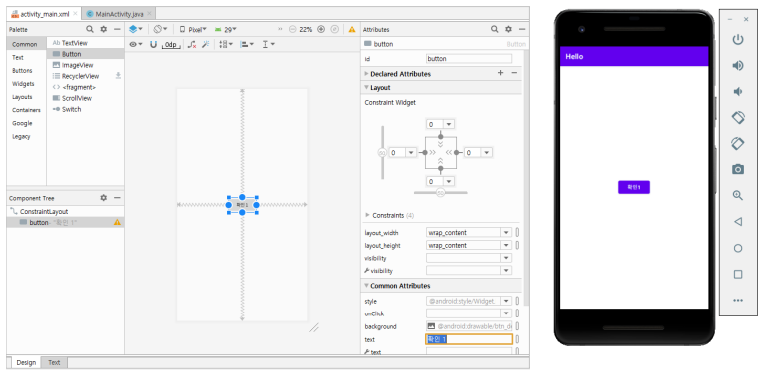 activity_main.xml × MainActivity.java ×
Palette
Common
Text
Buttons
Widgets
Layouts
Containers
Google
Legacy
Ab TextView
Button
ImageView
RecyclerView
<> <fragment>
ScrollView
Switch
Component Tree
ConstraintLayout
button- "확인 1"
Pixel 29 22%
0dp
확인 1
Attributes
button Button
id button
Declared Attributes
Layout
Constraint Widget
0
0 0
0
Constraints (4)
layout_width wrap_content
layout_height wrap_content
visibility
visibility
Common Attributes
style @android:style/Widget.
onClick
background @android:drawable/btn_de
text 확인 1
text
Design Text
Hello
확인 1